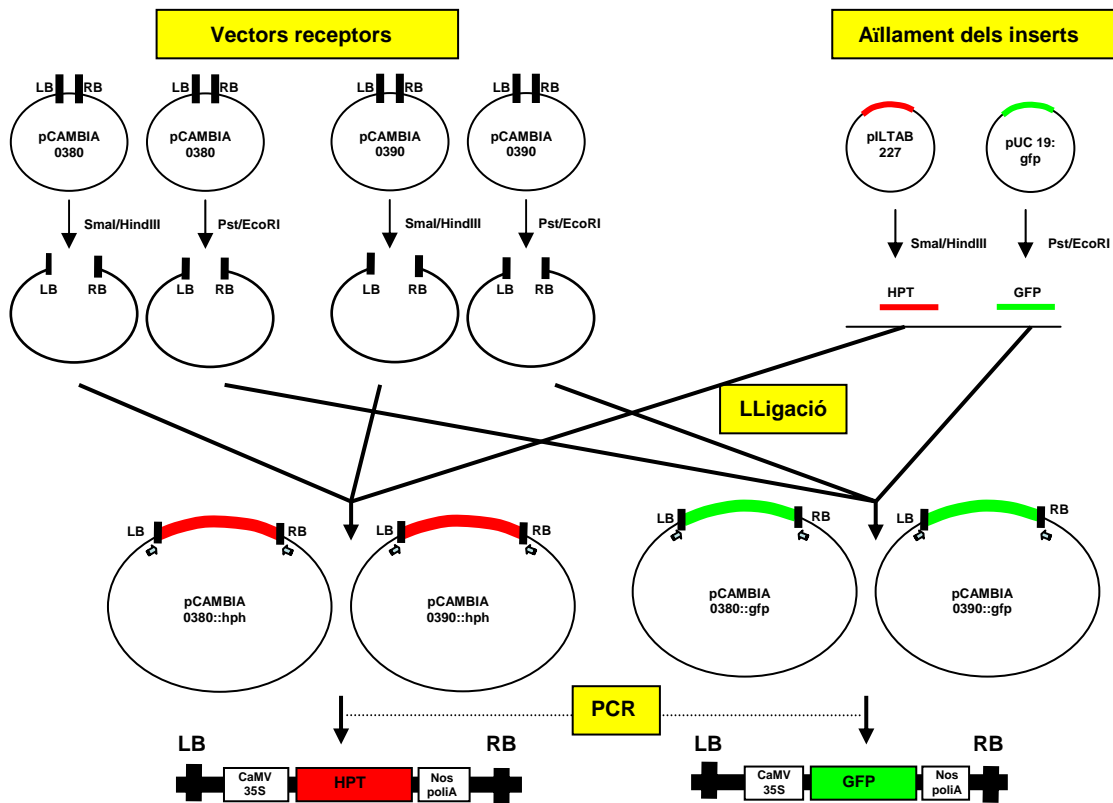 Vectors receptors
Aïllament dels inserts
LB RB
LB RB
LB RB
LB RB
pCAMBIA
0380
pCAMBIA
0380
pCAMBIA
0390
pCAMBIA
0390
pILTAB
227
pUC 19:
gfp
SmaI/HindIII
Pst/EcoRI
SmaI/HindIII
Pst/EcoRI
SmaI/HindIII
Pst/EcoRI
LB RB
LB RB
LB RB
LB RB
HPT
GFP
LLigació
LB RB
LB RB
LB RB
LB RB
pCAMBIA
0380::hph
pCAMBIA
0390::hph
pCAMBIA
0380::gfp
pCAMBIA
0390::gfp
PCR
LB RB
CaMV
35S
HPT
Nos
poliA
LB RB
CaMV
35S
GFP
Nos
poliA